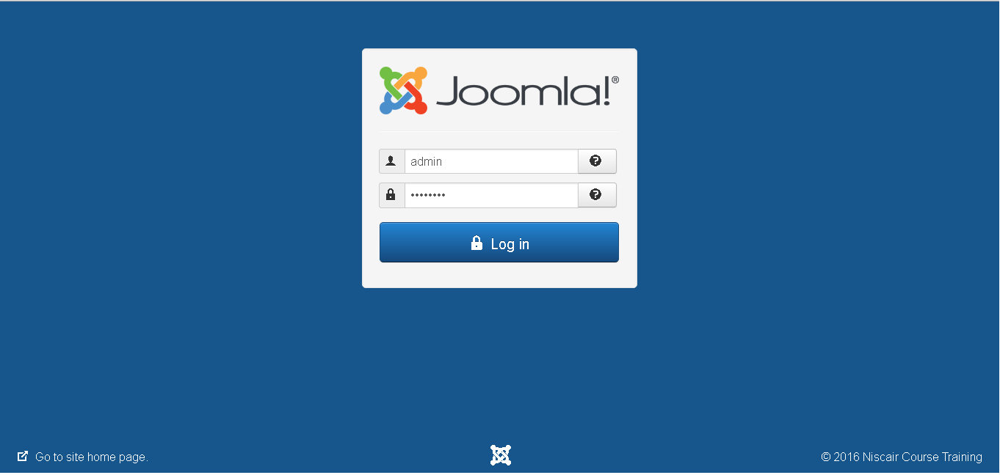 Joomla!®
admin
••••••••
Log in
Go to site home page.
© 2016 Niscair Course Training